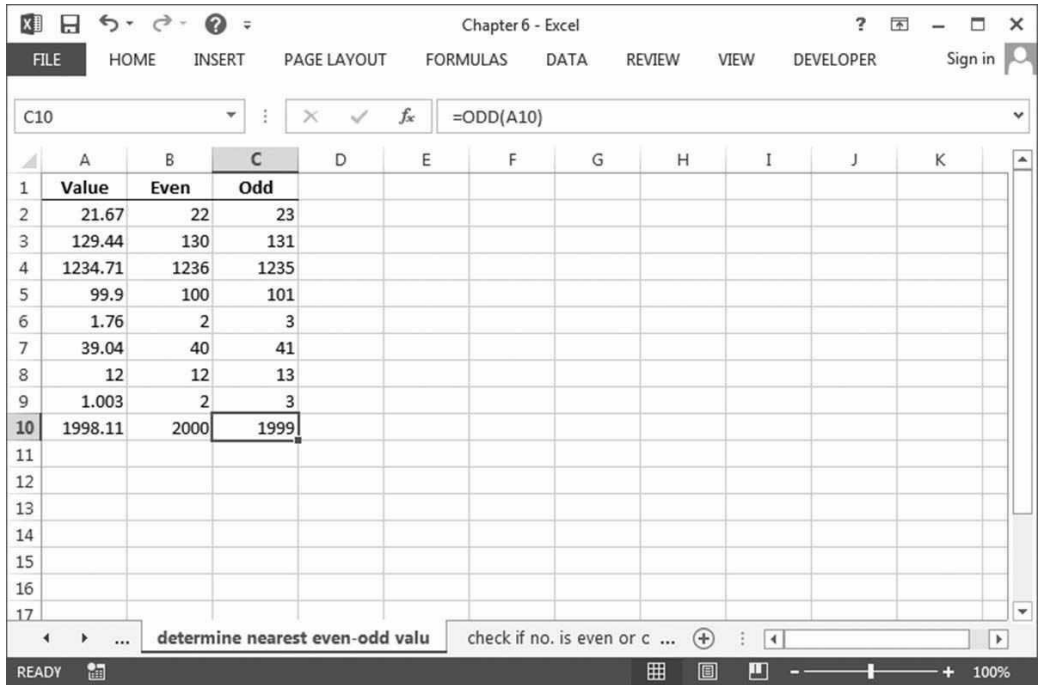 Chapter 6 - Excel
FILE HOME INSERT PAGE LAYOUT FORMULAS DATA REVIEW VIEW DEVELOPER Sign in
C10 fx =ODD(A10)
A B C D E F G H I J K
1 Value Even Odd
2 21.67 22 23
3 129.44 130 131
4 1234.71 1236 1235
5 99.9 100 101
6 1.76 2 3
7 39.04 40 41
8 12 12 13
9 1.003 2 3
10 1998.11 2000 1999
11
12
13
14
15
16
17
... determine nearest even-odd valu check if no. is even or c ...
READY 100%